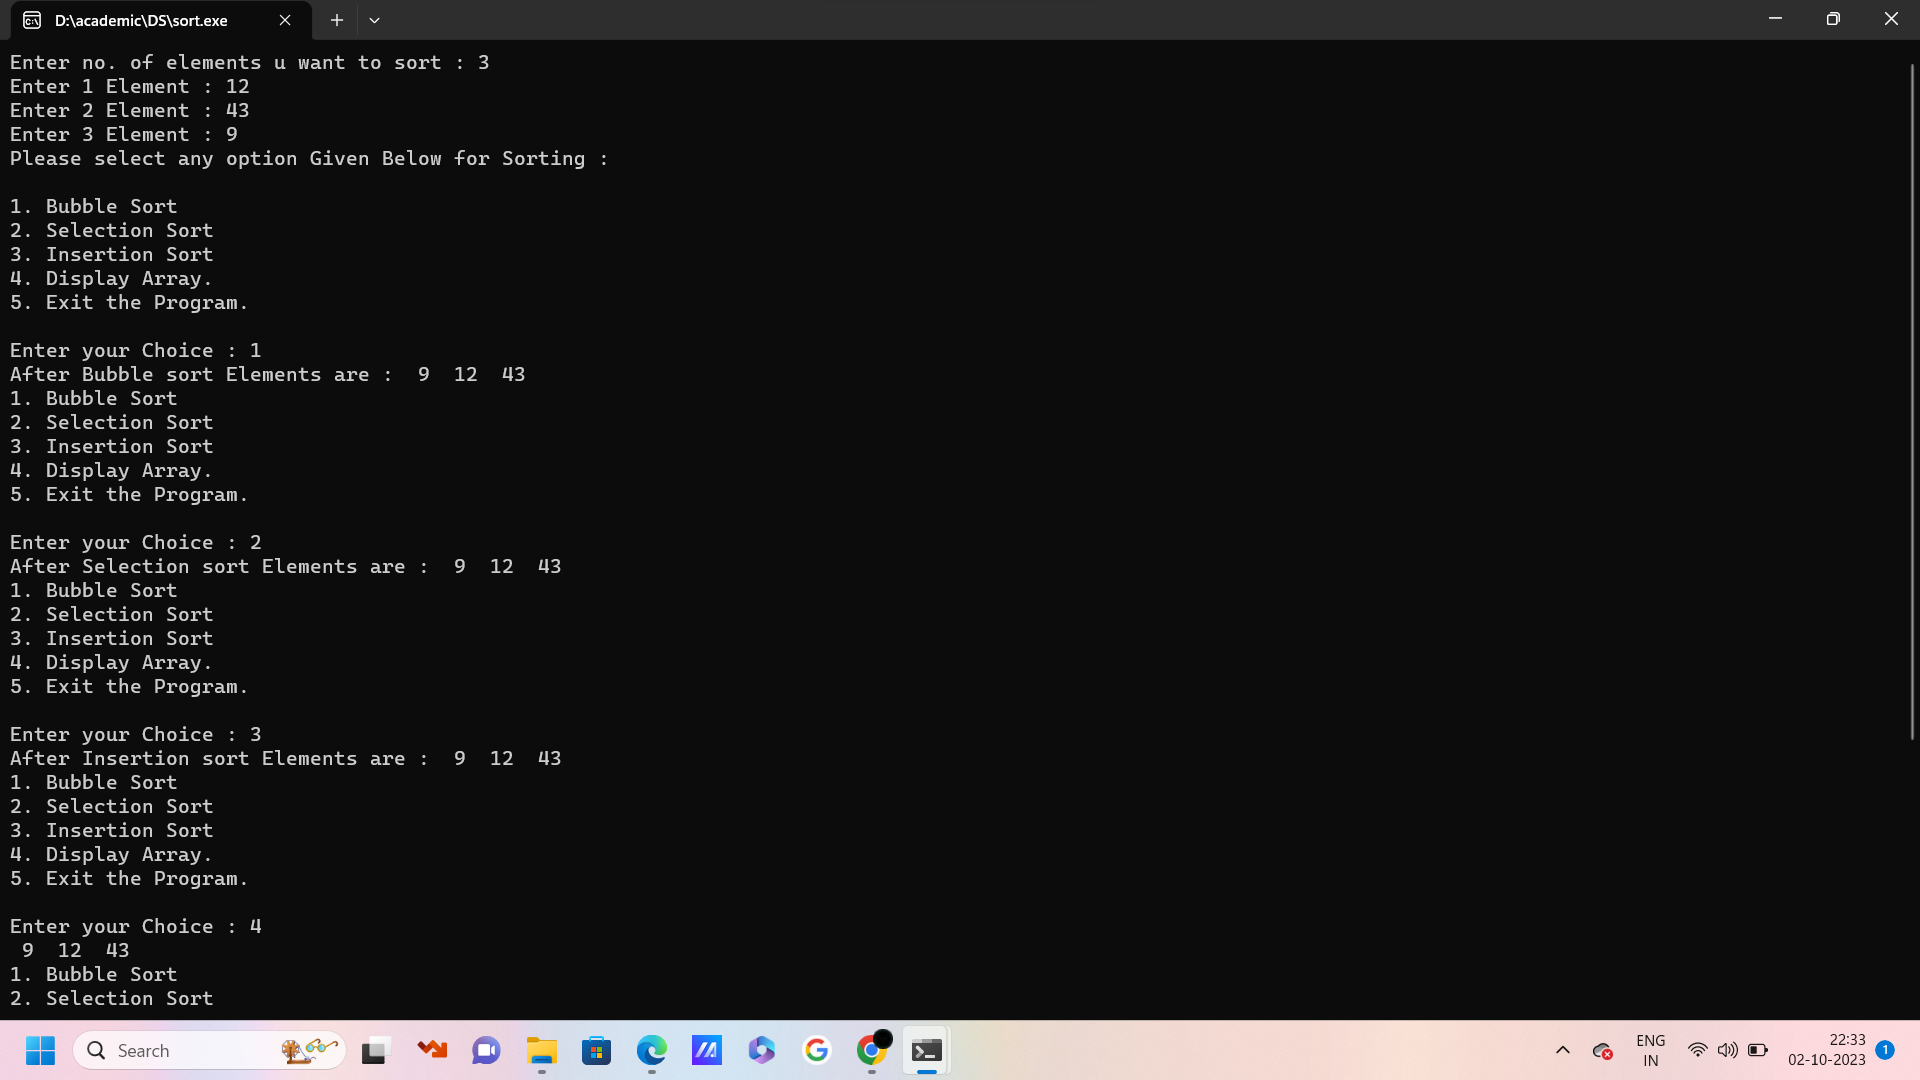 D:\academic\DS\sort.exe
Enter no. of elements u want to sort : 3
Enter 1 Element : 12
Enter 2 Element : 43
Enter 3 Element : 9
Please select any option Given Below for Sorting :
1. Bubble Sort
2. Selection Sort
3. Insertion Sort
4. Display Array.
5. Exit the Program.
Enter your Choice : 1
After Bubble sort Elements are :  9  12  43
1. Bubble Sort
2. Selection Sort
3. Insertion Sort
4. Display Array.
5. Exit the Program.
Enter your Choice : 2
After Selection sort Elements are :  9  12  43
1. Bubble Sort
2. Selection Sort
3. Insertion Sort
4. Display Array.
5. Exit the Program.
Enter your Choice : 3
After Insertion sort Elements are :  9  12  43
1. Bubble Sort
2. Selection Sort
3. Insertion Sort
4. Display Array.
5. Exit the Program.
Enter your Choice : 4
 9  12  43
1. Bubble Sort
2. Selection Sort
Search
ENG
IN
22:33
02-10-2023
1